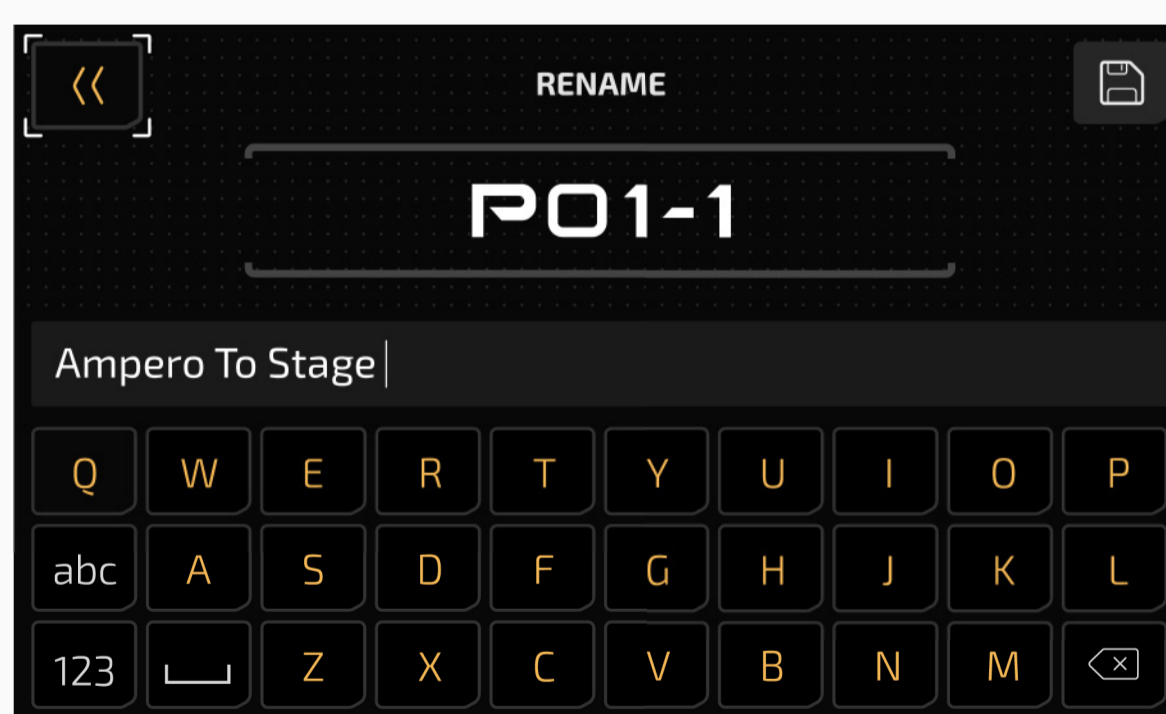 RENAME
P01-1
Ampero To Stage
Q W E R T Y U I O P
abc A S D F G H J K L
123 Z X C V B N M